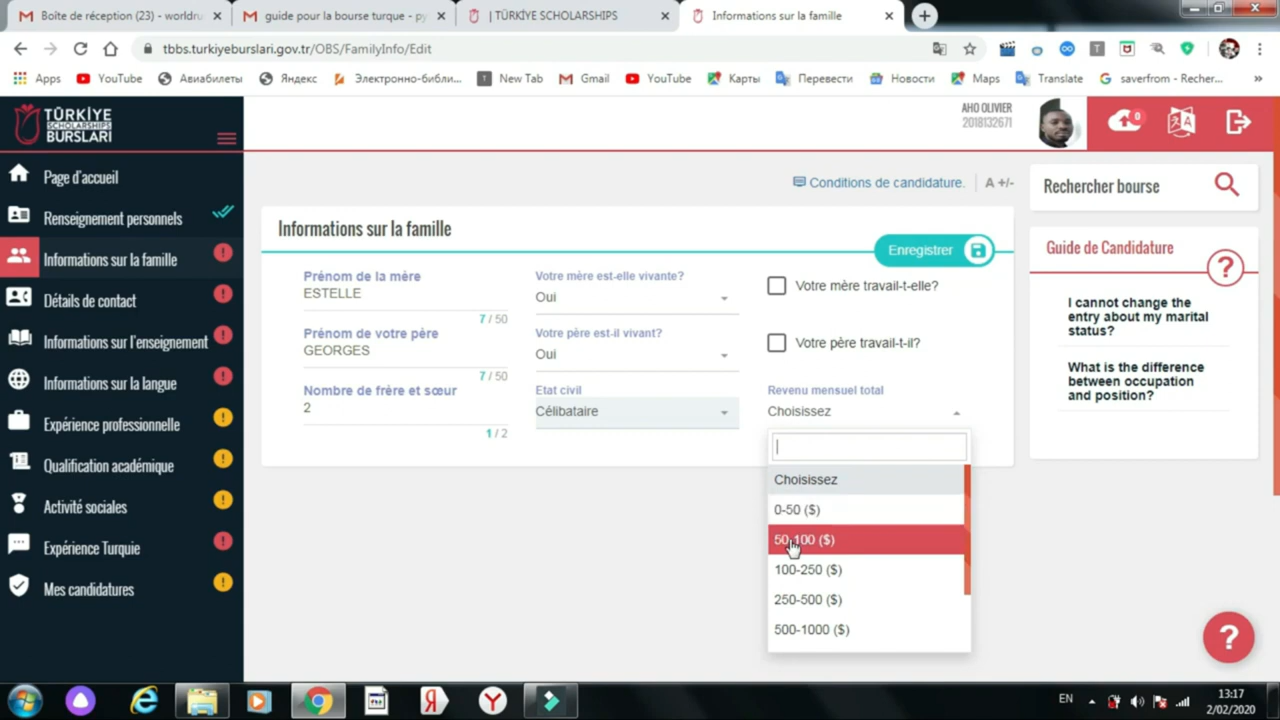 Boîte de réception (23) - worldru
guide pour la bourse turque - py
| TÜRKİYE SCHOLARSHIPS
Informations sur la famille
tbbs.turkiyeburslari.gov.tr/OBS/FamilyInfo/Edit
Apps
YouTube
Авиабилеты
Яндекс
Электронно-библи...
New Tab
Gmail
YouTube
Карты
Перевести
Новости
Maps
Translate
saverfrom - Recher...
»
TÜRKİYE
SCHOLARSHIPS
BURSLARI
AHO OLIVIER
2018132671
0
A
Page d'accueil
Renseignement personnels
Informations sur la famille
Détails de contact
Informations sur l'enseignement
Informations sur la langue
Expérience professionnelle
Qualification académique
Activité sociales
Expérience Turquie
Mes candidatures
Conditions de candidature.
A +/-
Informations sur la famille
Enregistrer
Prénom de la mère
ESTELLE
7 / 50
Votre mère est-elle vivante?
Oui
Votre mère travail-t-elle?
Prénom de votre père
GEORGES
7 / 50
Votre père est-il vivant?
Oui
Votre père travail-t-il?
Nombre de frère et sœur
2
1 / 2
Etat civil
Célibataire
Revenu mensuel total
Choisissez
Choisissez
0-50 ($)
50-100 ($)
100-250 ($)
250-500 ($)
500-1000 ($)
Rechercher bourse
Guide de Candidature
?
I cannot change the
entry about my marital
status?
What is the difference
between occupation
and position?
?
EN
13:17
2/02/2020